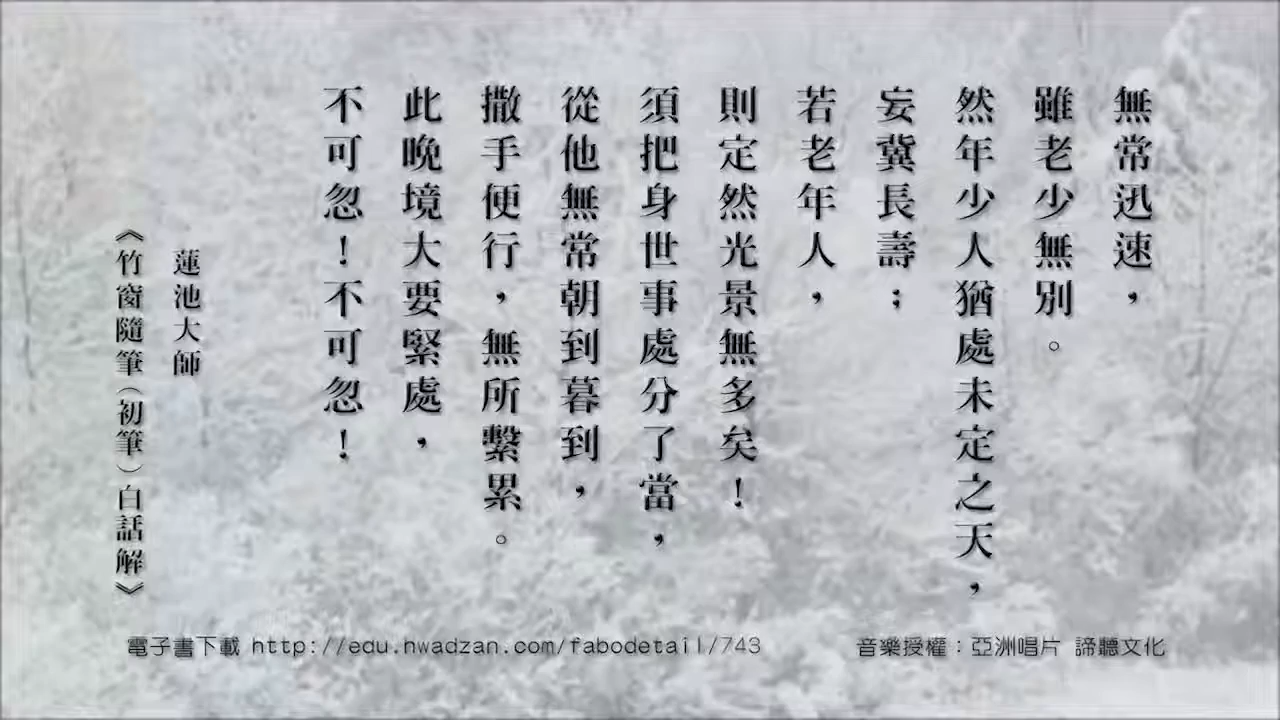 無常迅速，
雖老少無別。
然年少人猶處未定之天，
妄冀長壽；
若老年人，
則定然光景無多矣！
須把身世事處分了當，
從他無常朝到暮到，
撒手便行，無所繫累。
此晚境大要緊處，
不可忽！不可忽！
蓮池大師
《竹窗隨筆（初筆）白話解》
電子書下載 http://edu.hwadzan.com/fabodetail/743
音樂授權：亞洲唱片 諦聽文化